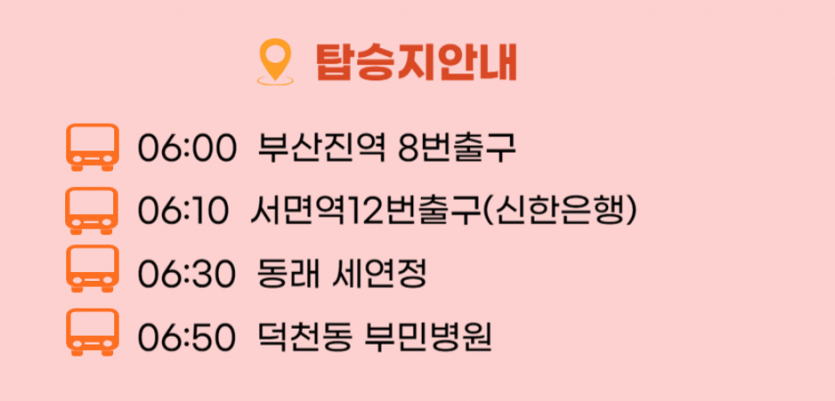 탑승지안내
06:00 부산진역 8번출구
06:10 서면역12번출구(신한은행)
06:30 동래 세연정
06:50 덕천동 부민병원